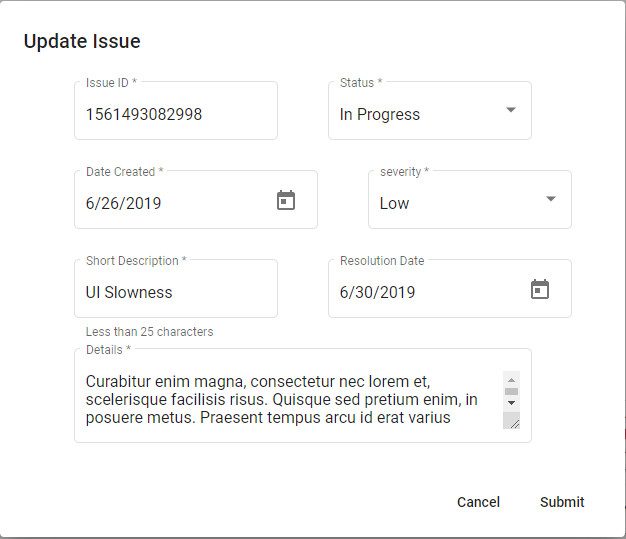 Update Issue
Issue ID *
Status *
1561493082998
In Progress
Date Created *
severity *
6/26/2019
Low
Short Description *
Resolution Date
UI Slowness
6/30/2019
Less than 25 characters
Details *
Curabitur enim magna, consectetur nec lorem et,
scelerisque facilisis risus. Quisque sed pretium enim, in
posuere metus. Praesent tempus arcu id erat varius
Cancel
Submit